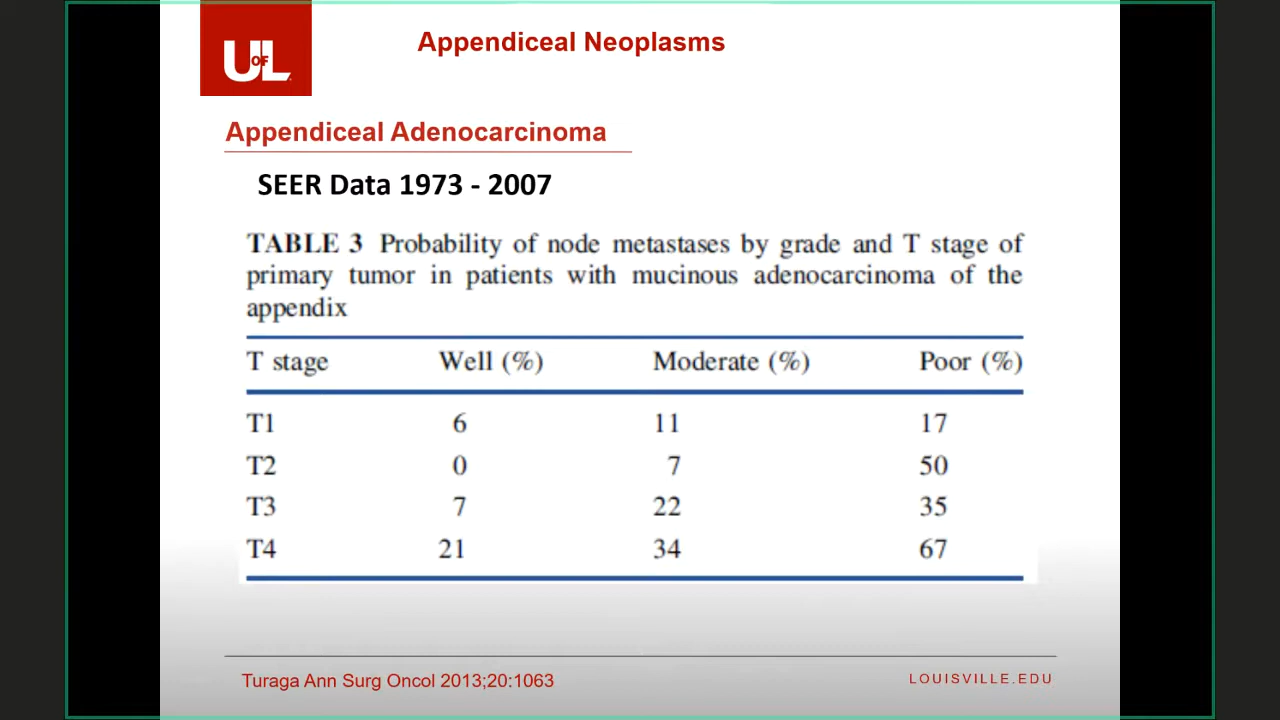 UofL
Appendiceal Neoplasms
Appendiceal Adenocarcinoma
SEER Data 1973 - 2007
TABLE 3 Probability of node metastases by grade and T stage of
primary tumor in patients with mucinous adenocarcinoma of the
appendix
T stage Well (%) Moderate (%) Poor (%)
T1 6 11 17
T2 0 7 50
T3 7 22 35
T4 21 34 67
Turaga Ann Surg Oncol 2013;20:1063
LOUISVILLE.EDU